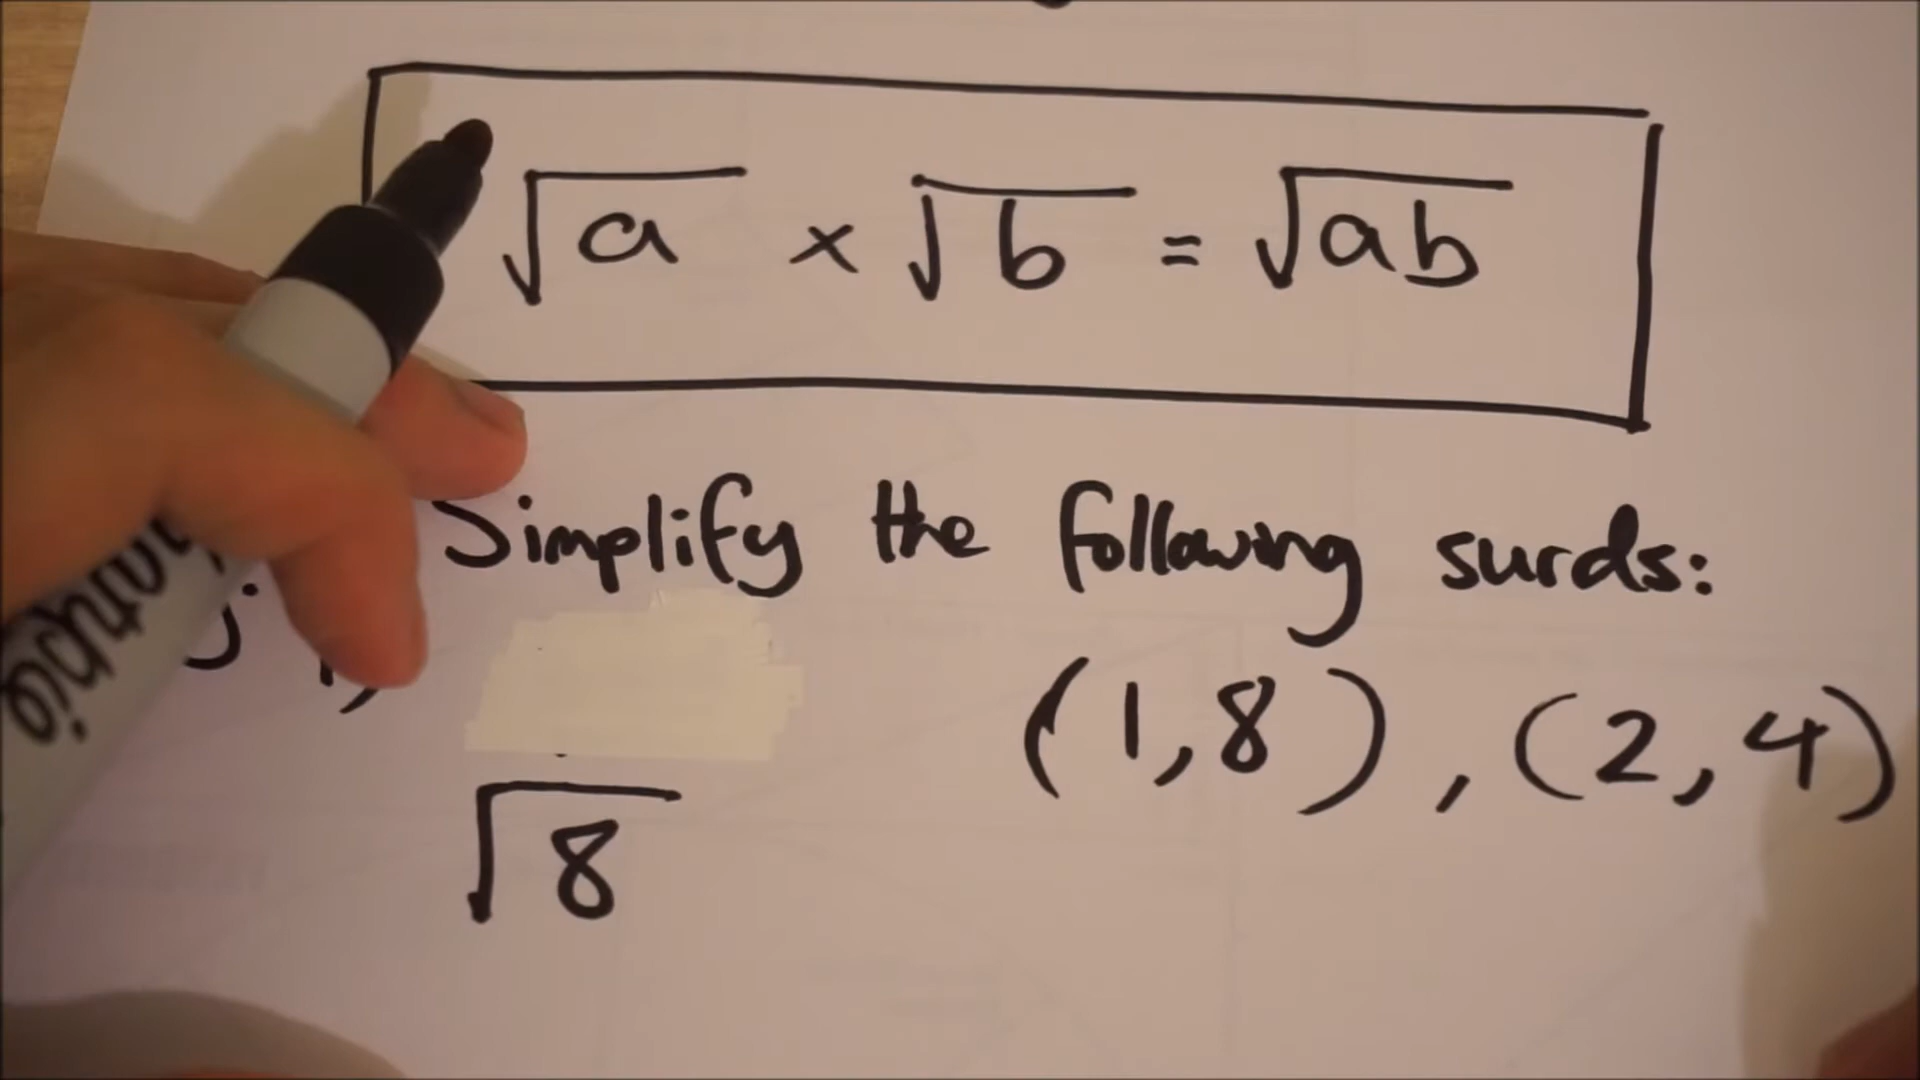 √a × √b = √ab
Simplify the following surds:
(1,8), (2,4)
√8